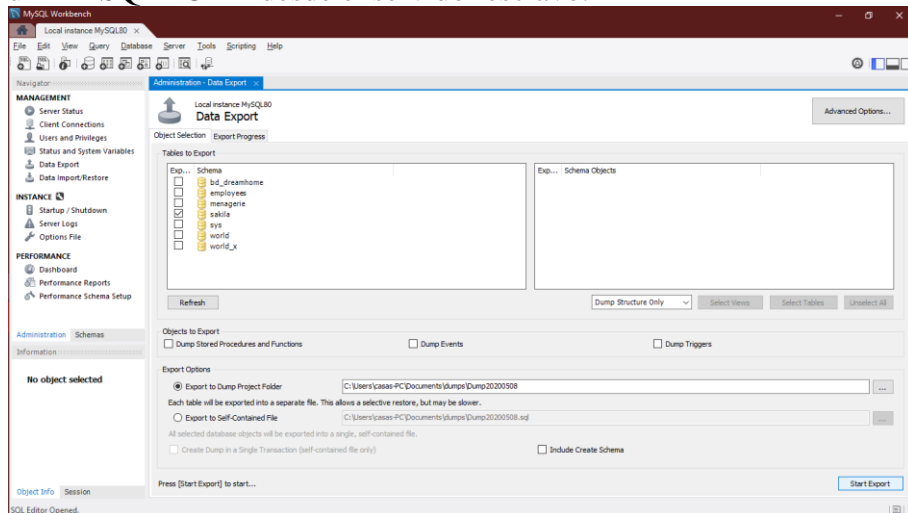 MySQL Workbench
Local instance MySQL80
File Edit View Query Database Server Tools Scripting Help
Navigator
Administration - Data Export
MANAGEMENT
Server Status
Client Connections
Users and Privileges
Status and System Variables
Data Export
Data Import/Restore
INSTANCE
Startup / Shutdown
Server Logs
Options File
PERFORMANCE
Dashboard
Performance Reports
Performance Schema Setup
Administration Schemas
Information
No object selected
Object Info Session
SQL Editor Opened.
Local instance MySQL80
Data Export
Advanced Options...
Object Selection Export Progress
Tables to Export
Exp... Schema
bd_dreamhome
employees
menagerie
sakila
sys
world
world_x
Exp... Schema Objects
Refresh
Dump Structure Only
Select Views
Select Tables
Unselect All
Objects to Export
Dump Stored Procedures and Functions
Dump Events
Dump Triggers
Export Options
Export to Dump Project Folder
C:\Users\casas-PC\Documents\dumps\Dump20200508
...
Each table will be exported into a separate file. This allows a selective restore, but may be slower.
Export to Self-Contained File
C:\Users\casas-PC\Documents\dumps\Dump20200508.sql
...
All selected database objects will be exported into a single, self-contained file.
Create Dump in a Single Transaction (self-contained file only)
Include Create Schema
Press [Start Export] to start...
Start Export